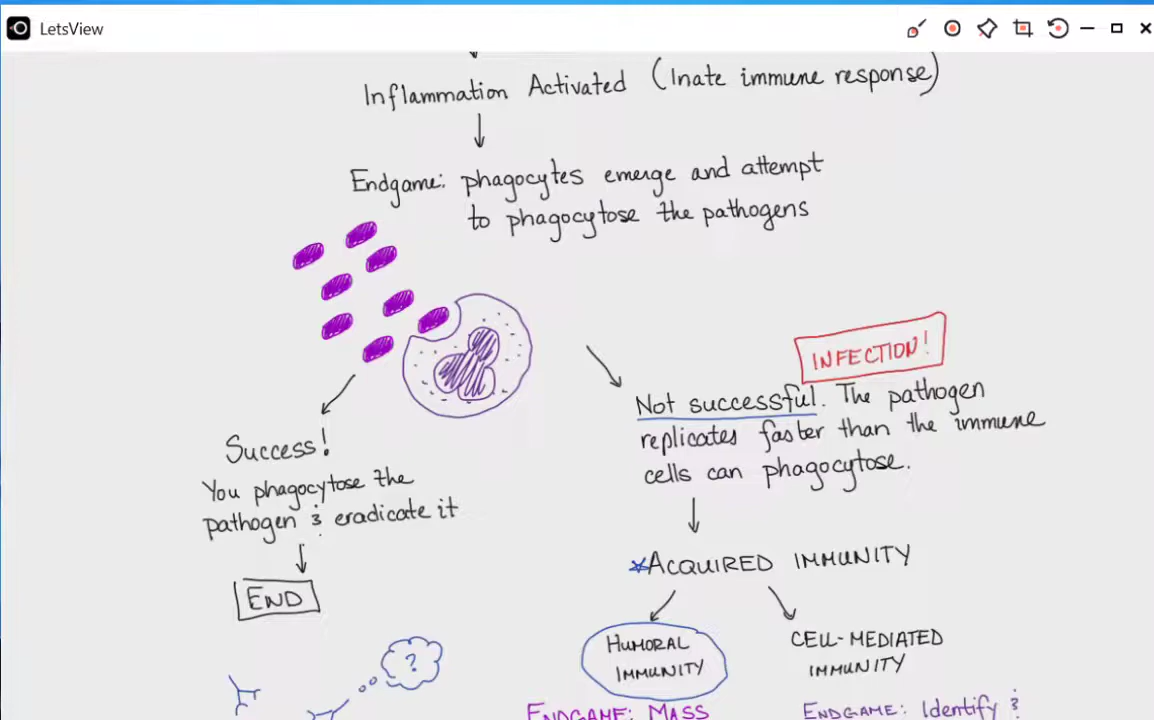 LetsView
Inflammation Activated (Inate immune response)
Endgame: phagocytes emerge and attempt
to phagocytose the pathogens
INFECTION!
Not successful. The pathogen
replicates faster than the immune
cells can phagocytose.
Success!
You phagocytose the
pathogen & eradicate it
END
*ACQUIRED IMMUNITY
HUMORAL
IMMUNITY
CELL-MEDIATED
IMMUNITY
?
ENDGAME: MASS
ENDGAME: Identify &